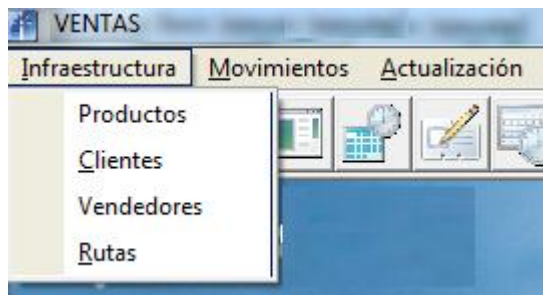 VENTAS
Infraestructura Movimientos Actualización
Productos
Clientes
Vendedores
Rutas